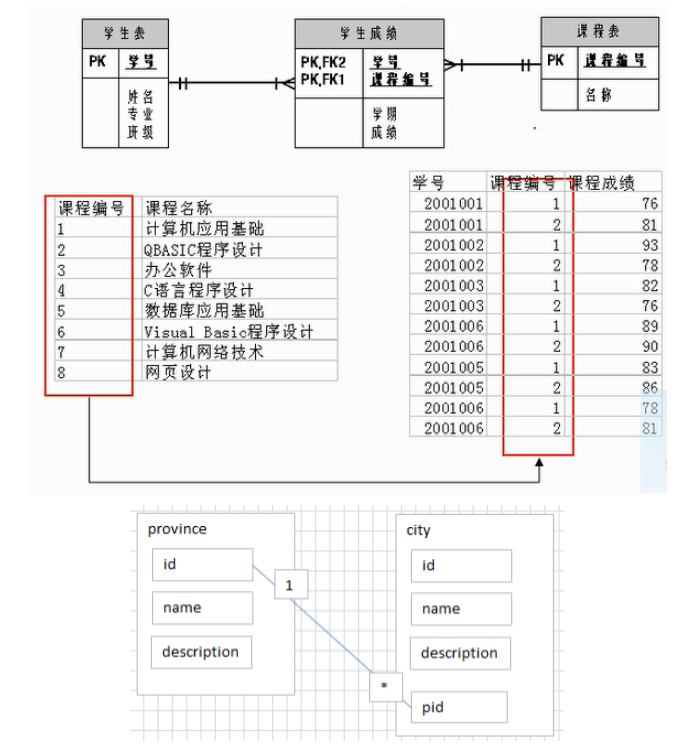 学生表
PK 学号
姓名
专业
班级
学生成绩
PK,FK2 学号
PK,FK1 课程编号
学期
成绩
课程表
PK 课程编号
名称
课程编号 课程名称
1 计算机应用基础
2 QBASIC程序设计
3 办公软件
4 C语言程序设计
5 数据库应用基础
6 Visual Basic程序设计
7 计算机网络技术
8 网页设计
学号 课程编号 课程成绩
2001001 1 76
2001001 2 81
2001002 1 93
2001002 2 78
2001003 1 82
2001003 2 76
2001006 1 89
2001006 2 90
2001005 1 83
2001005 2 86
2001006 1 78
2001006 2 81
province
id
name
description
1
*
city
id
name
description
pid